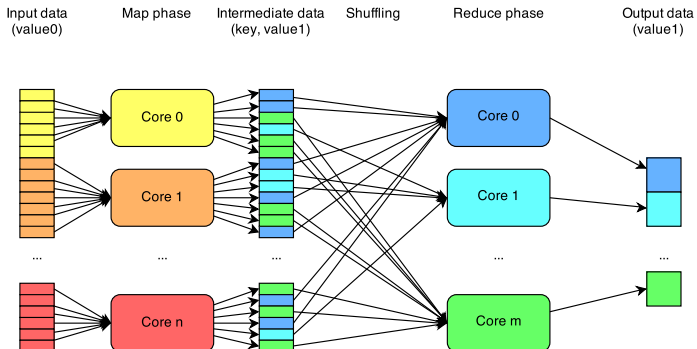 Input data
(value0)
Map phase
Intermediate data
(key, value1)
Shuffling
Reduce phase
Output data
(value1)
Core 0
Core 0
Core 1
Core 1
...
...
...
...
...
Core n
Core m